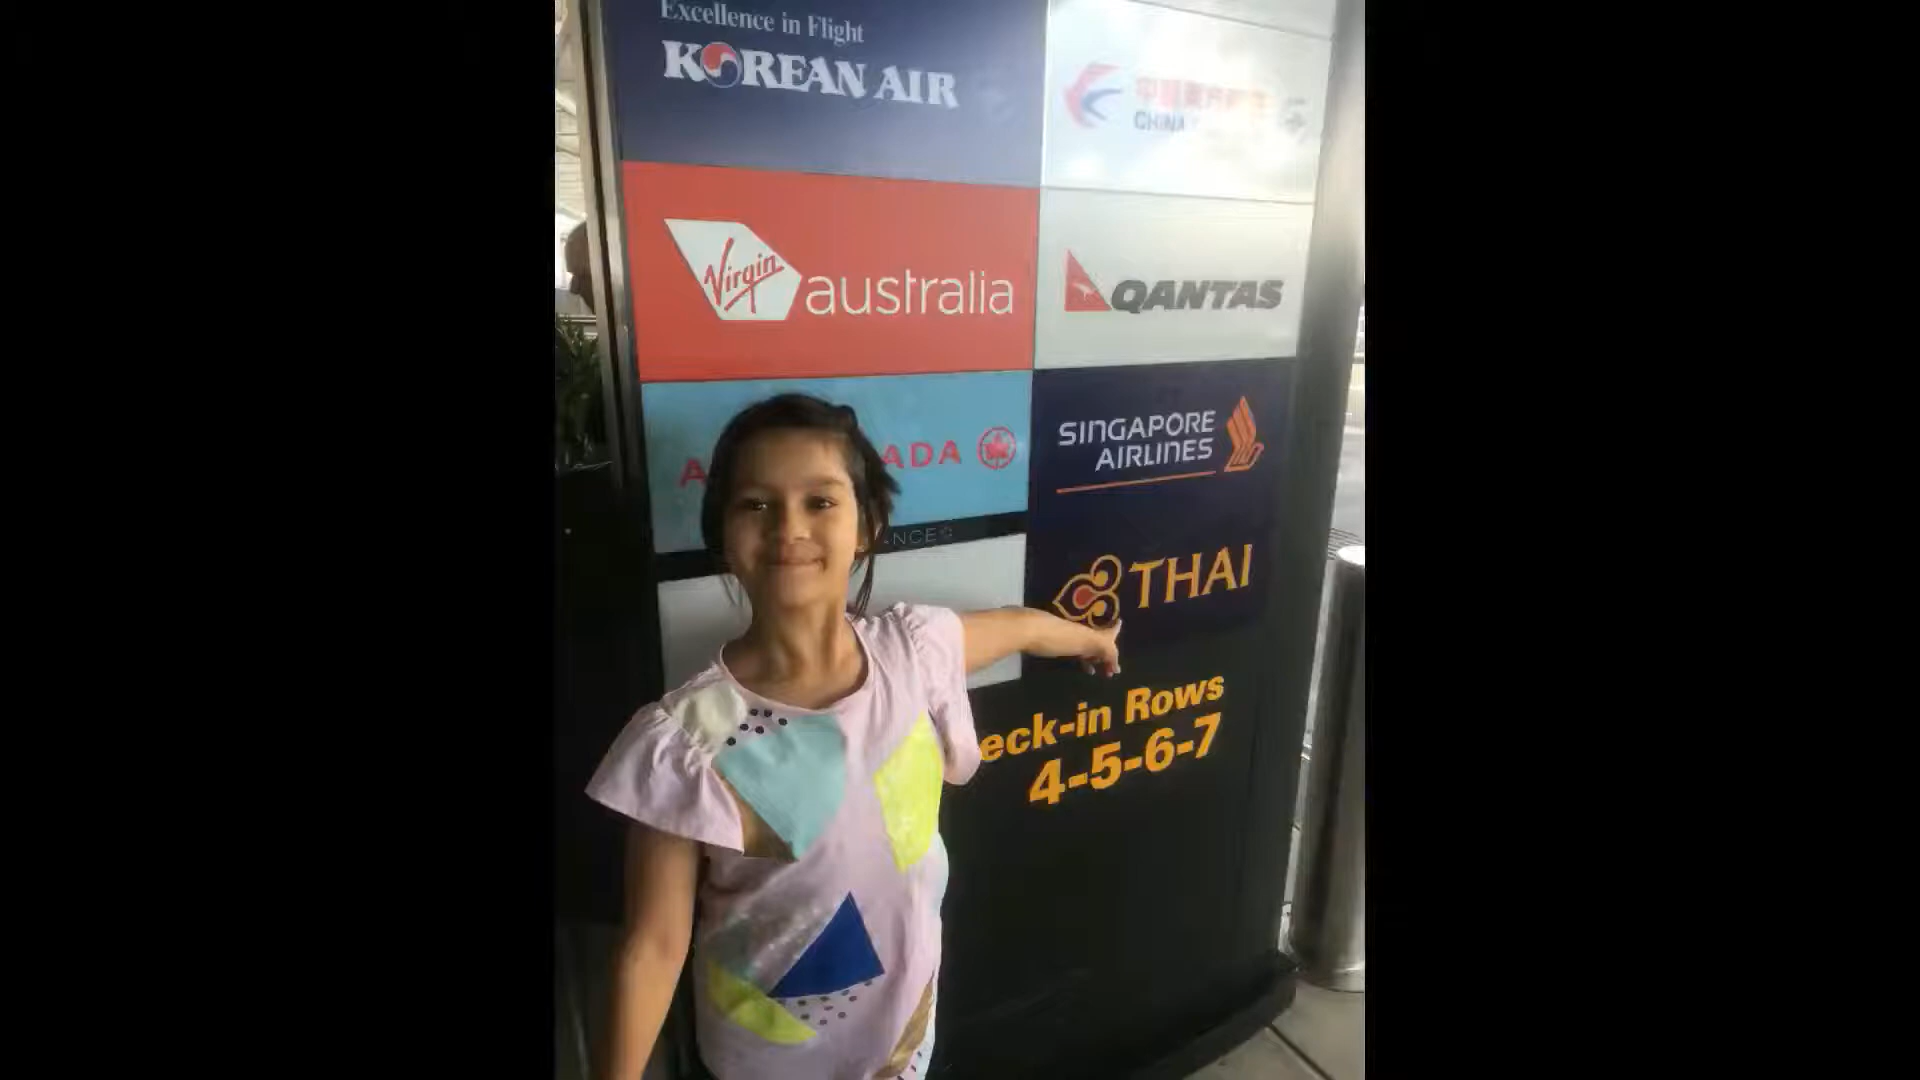 Excellence in Flight
KOREAN AIR
CHINA
Virgin australia
QANTAS
ADA
SINGAPORE
AIRLINES
THAI
eck-in Rows
4-5-6-7